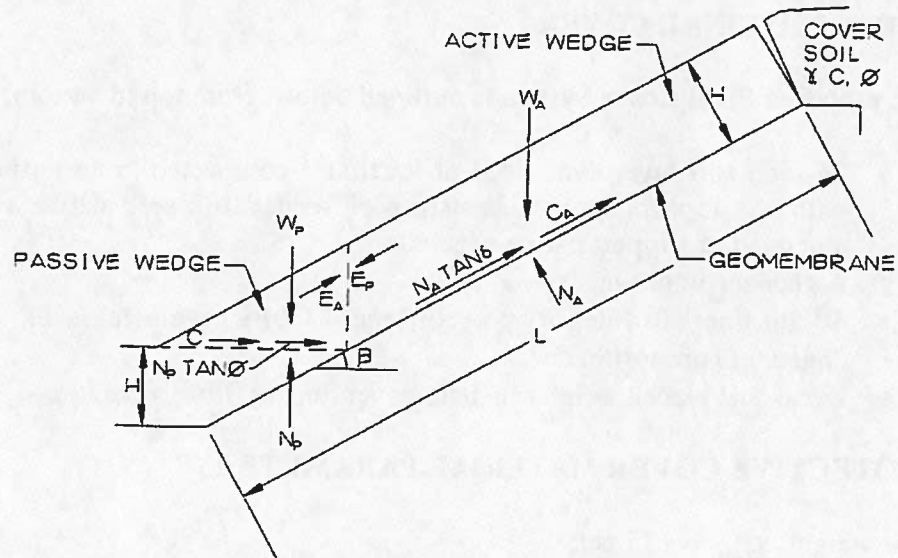 COVER
SOIL
γ C, Ø
ACTIVE WEDGE
H
W_A
W_P
C_A
PASSIVE WEDGE
E_P
E_A
N_A TANδ
GEOMEMBRANE
N_A
C
L
β
N_P TANØ
H
N_P